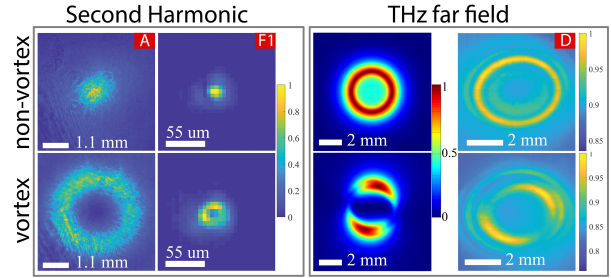 Second Harmonic
THz far field
non-vortex
A
1.1 mm
F1
55 um
1
0.8
0.6
0.4
0.2
0
2 mm
1
0.5
0
D
2 mm
1
0.95
0.9
0.85
vortex
1.1 mm
55 um
2 mm
2 mm
1
0.95
0.9
0.85
0.8